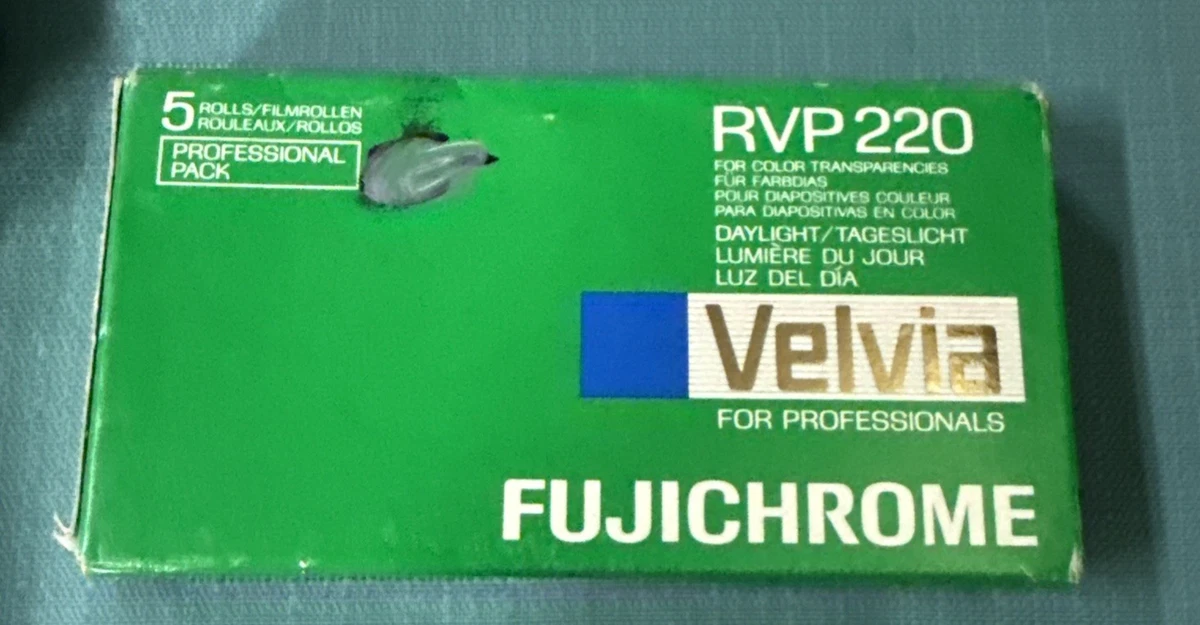 5 ROLLS/FILMROLLEN
ROULEAUX/ROLLOS
PROFESSIONAL
PACK
RVP 220
FOR COLOR TRANSPARENCIES
FÜR FARBDIAS
POUR DIAPOSITIVES COULEUR
PARA DIAPOSITIVAS EN COLOR
DAYLIGHT/TAGESLICHT
LUMIÈRE DU JOUR
LUZ DEL DÍA
Velvia
FOR PROFESSIONALS
FUJICHROME